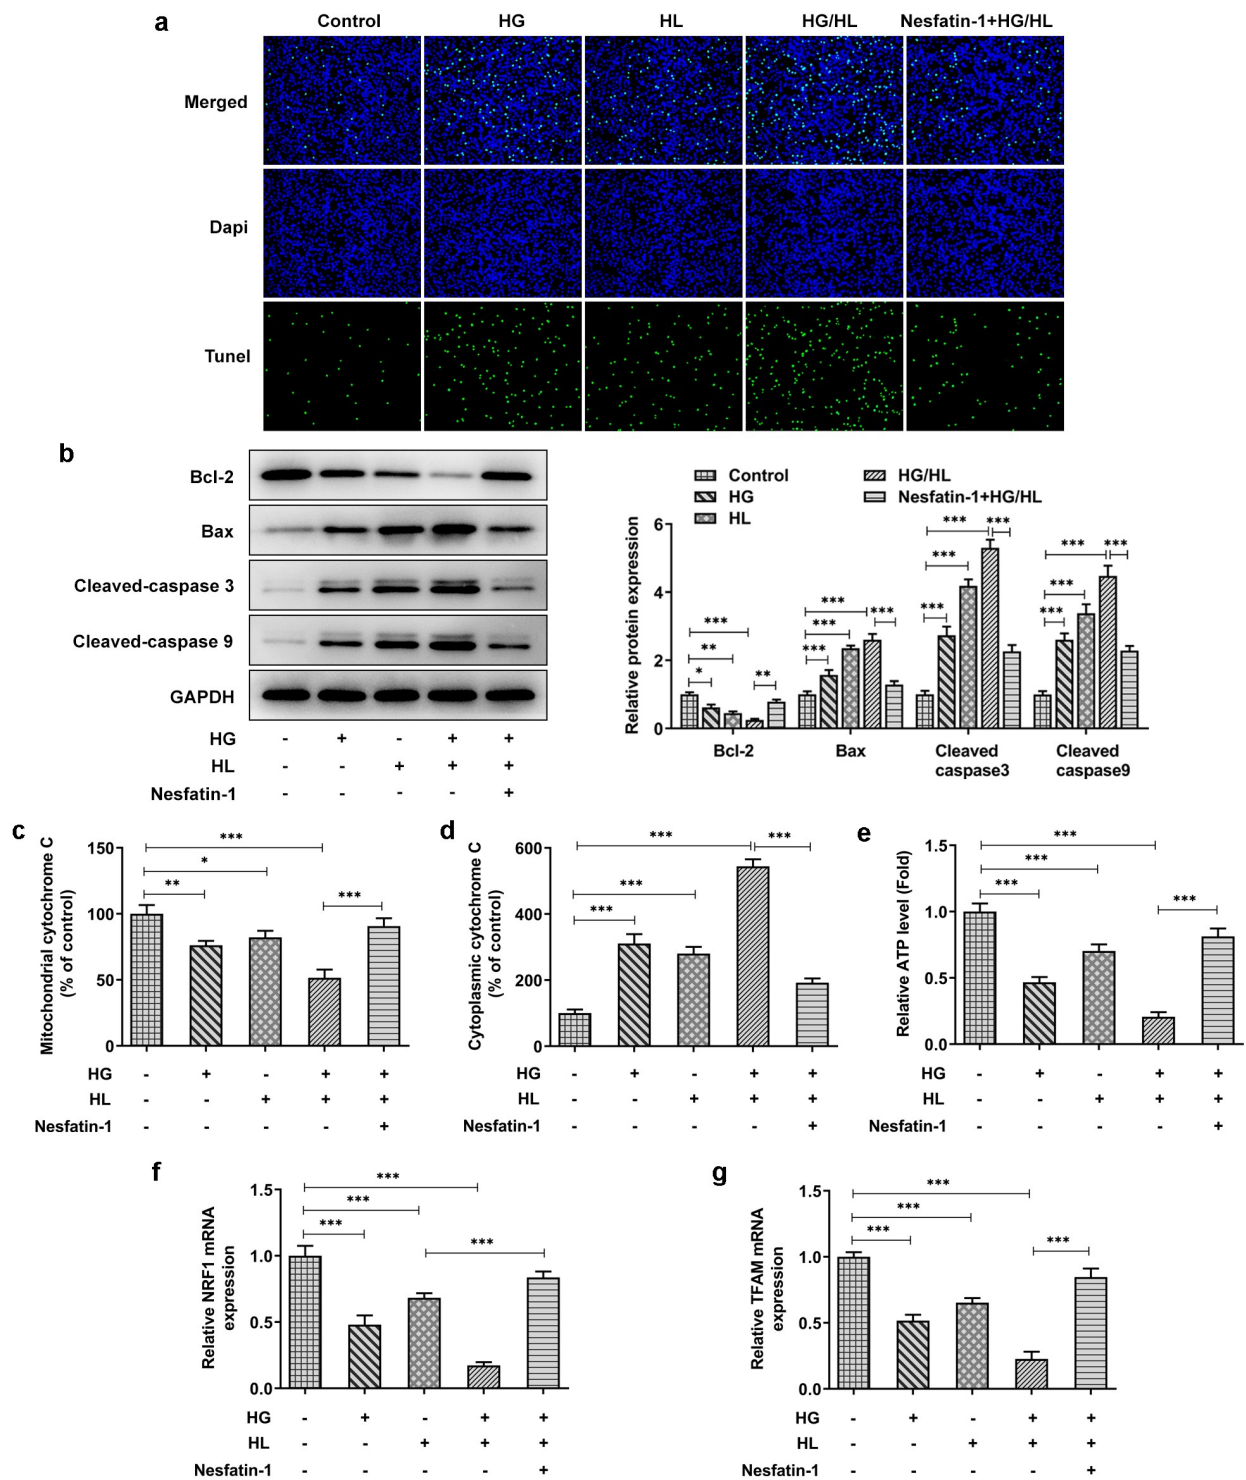 a
Control HG HL HG/HL Nesfatin-1+HG/HL
Merged
Dapi
Tunel
b
Bcl-2
Bax
Cleaved-caspase 3
Cleaved-caspase 9
GAPDH
HG - + - + +
HL - - + + +
Nesfatin-1 - - - - +
Control HG/HL
HG Nesfatin-1+HG/HL
HL
Relative protein expression
6
4
2
0
*** *** *** ***
*** *** *** ***
*** *** *** ***
** *** *** ***
* **
Bcl-2 Bax Cleaved Cleaved
caspase3 caspase9
c
Mitochondrial cytochrome C
(% of control)
150
100
50
0
***
*
** ***
HG - + - + +
HL - - + + +
Nesfatin-1 - - - - +
d
Cytoplasmic cytochrome C
(% of control)
600
400
200
0
*** ***
***
***
HG - + - + +
HL - - + + +
Nesfatin-1 - - - - +
e
Relative ATP level (Fold)
1.5
1.0
0.5
0.0
***
***
*** ***
HG - + - + +
HL - - + + +
Nesfatin-1 - - - - +
f
Relative NRF1 mRNA
expression
1.5
1.0
0.5
0.0
***
***
***
***
HG - + - + +
HL - - + + +
Nesfatin-1 - - - - +
g
Relative TFAM mRNA
expression
1.5
1.0
0.5
0.0
***
***
***
***
HG - + - + +
HL - - + + +
Nesfatin-1 - - - - +